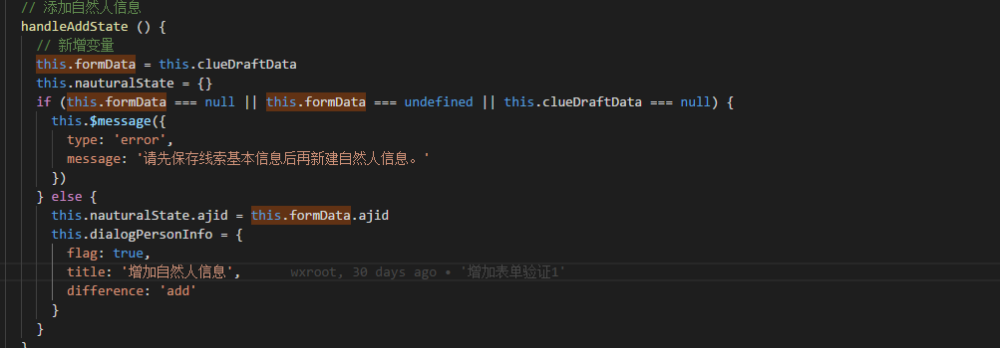 // 添加自然人信息
handleAddState () {
// 新增变量
this.formData = this.clueDraftData
this.nauturalState = {}
if (this.formData === null || this.formData === undefined || this.clueDraftData === null) {
this.$message({
type: 'error',
message: '请先保存线索基本信息后再新建自然人信息。'
})
} else {
this.nauturalState.ajid = this.formData.ajid
this.dialogPersonInfo = {
flag: true,
title: '增加自然人信息', wxroot, 30 days ago • '增加表单验证1'
difference: 'add'
}
}
}